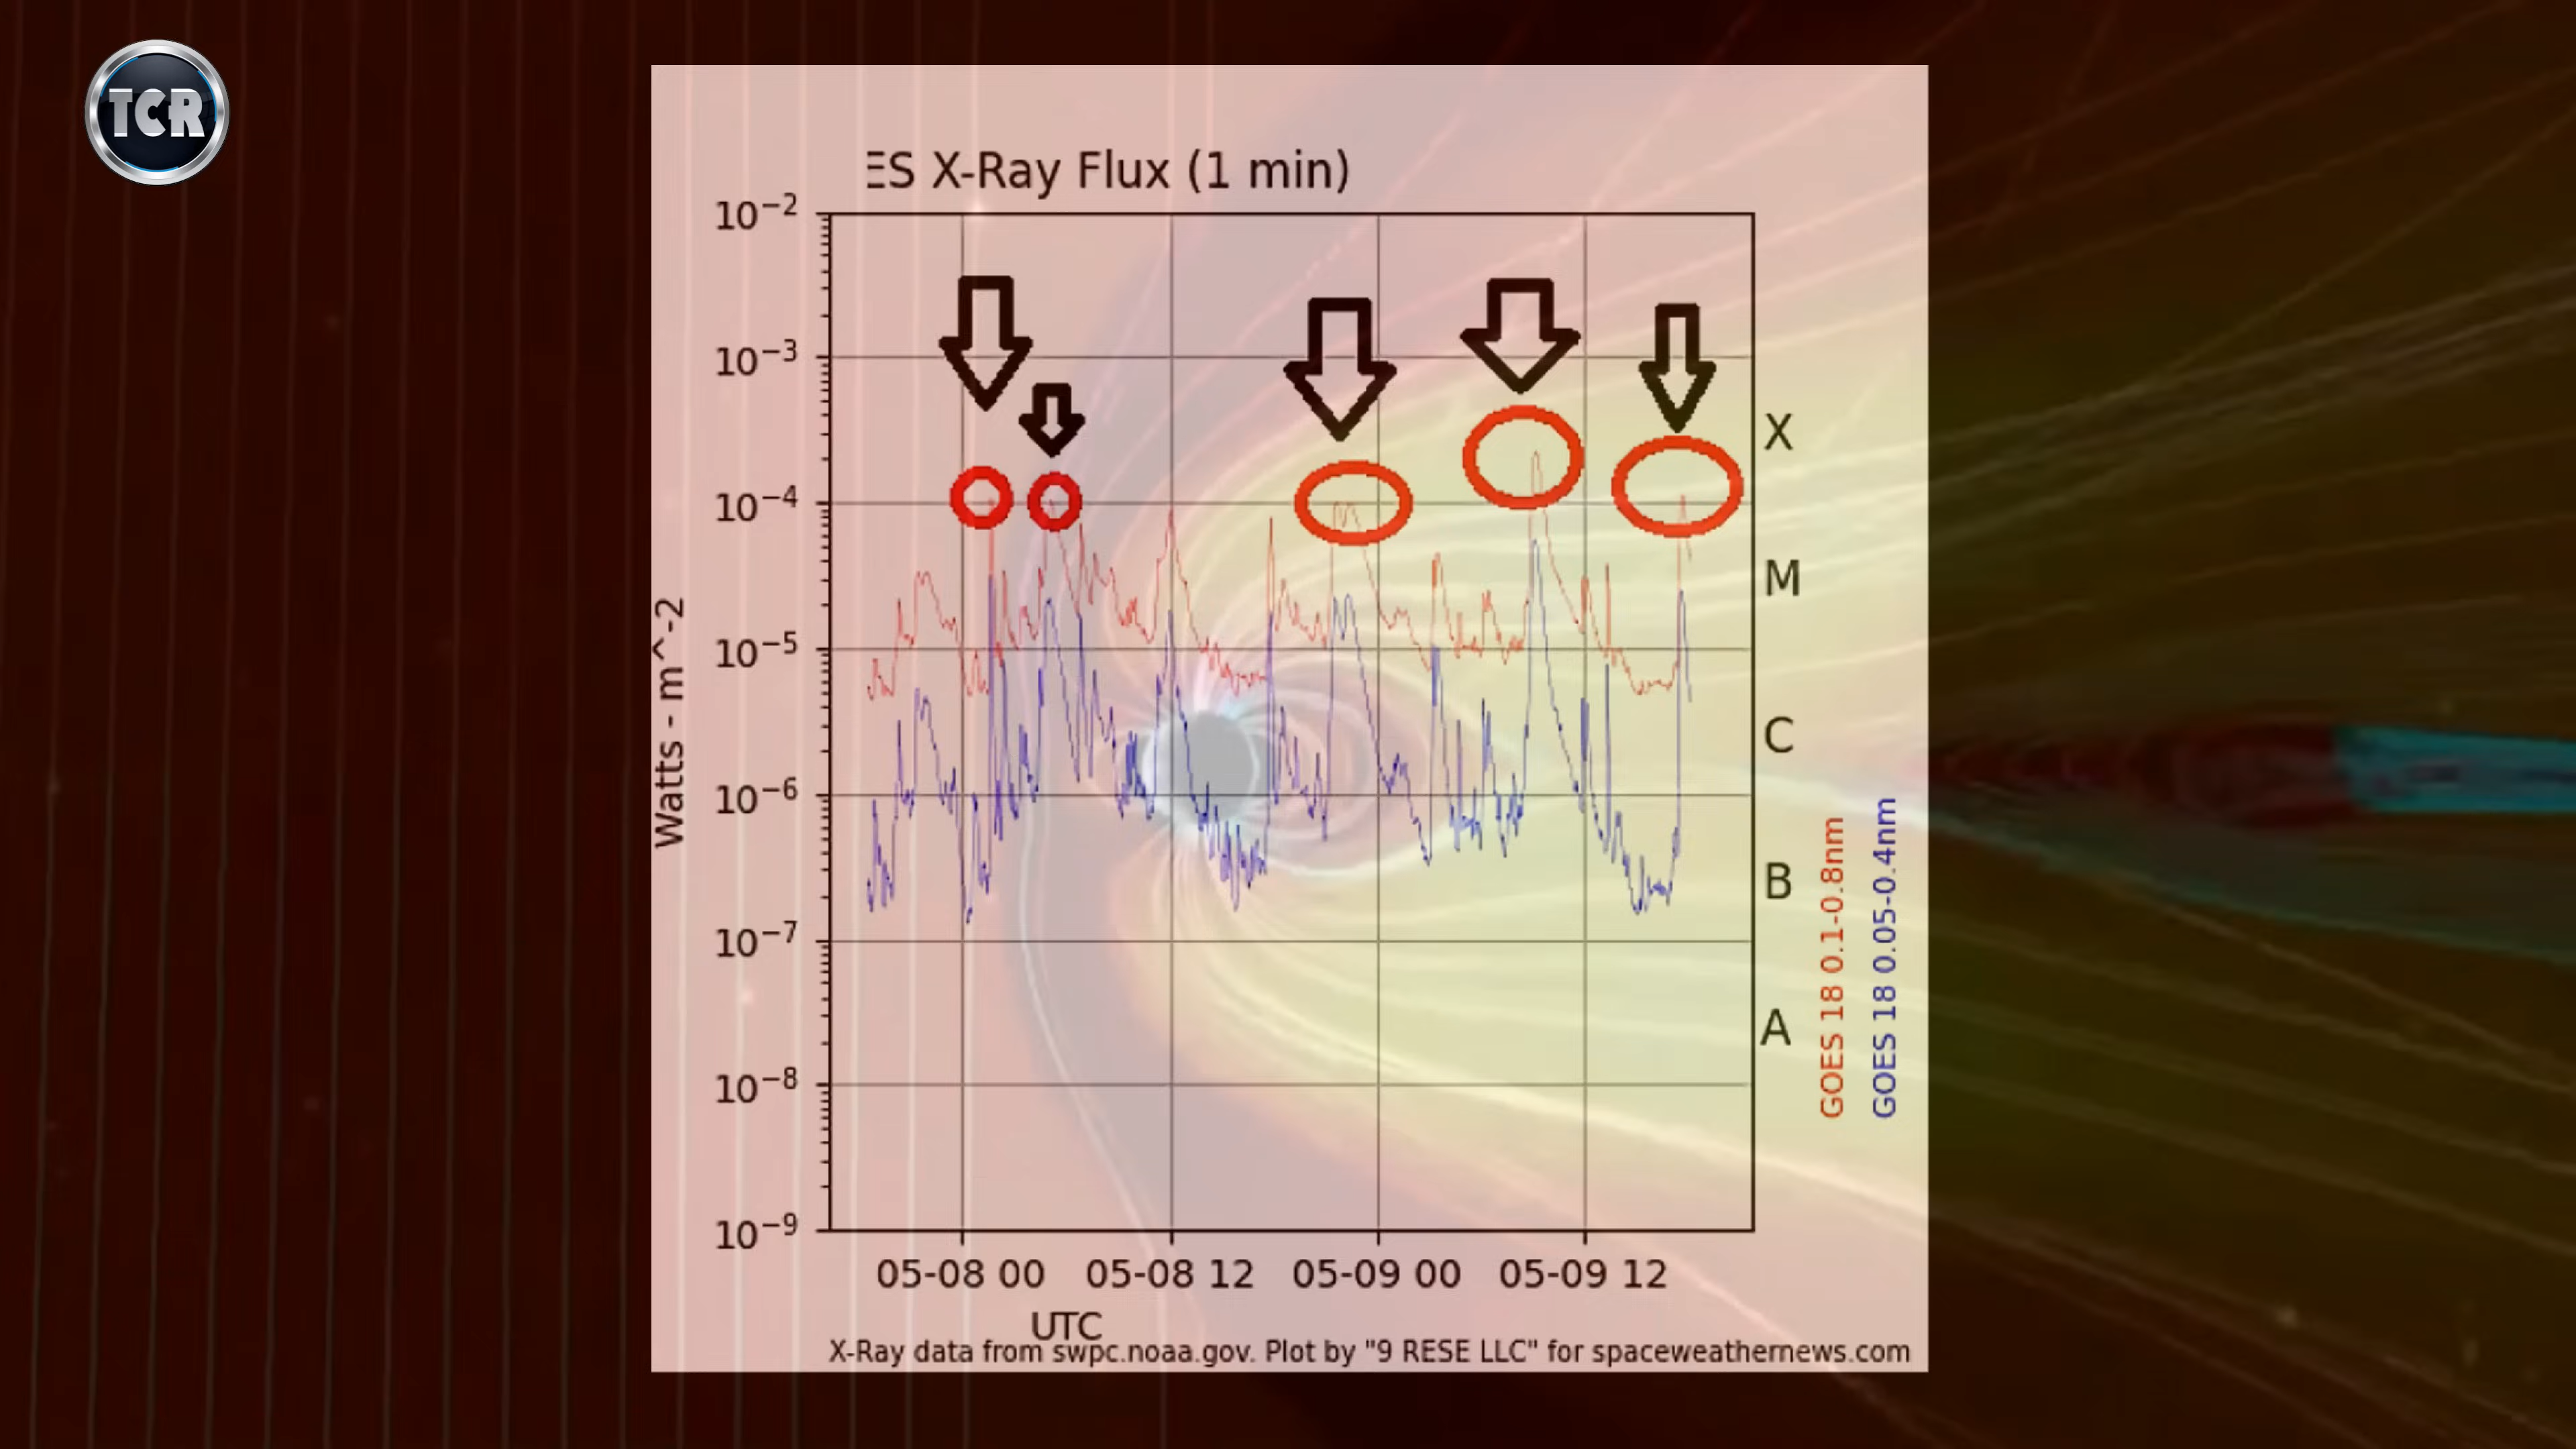 TCR
ES X-Ray Flux (1 min)
10−2
10−3
10−4
10−5
10−6
10−7
10−8
10−9
Watts - m^-2
X
M
C
B
A
GOES 18 0.1-0.8nm
GOES 18 0.05-0.4nm
05-08 00 05-08 12 05-09 00 05-09 12
UTC
X-Ray data from swpc.noaa.gov. Plot by "9 RESE LLC" for spaceweathernews.com